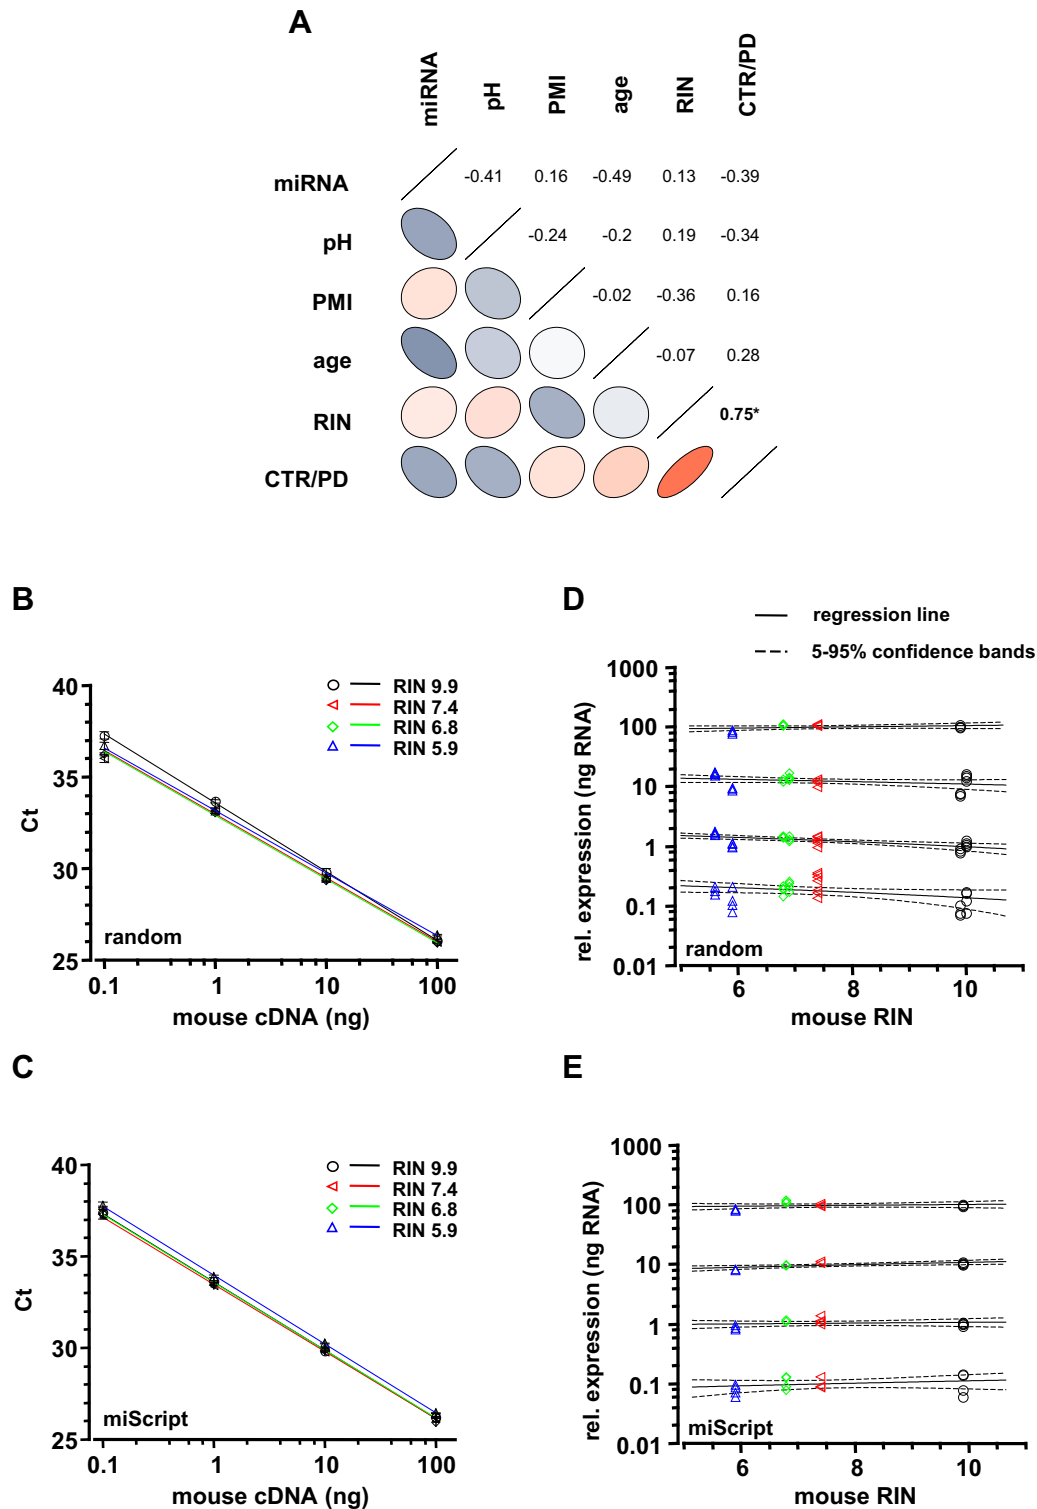 A
miRNA pH PMI age RIN CTR/PD
miRNA -0.41 0.16 -0.49 0.13 -0.39
pH -0.24 -0.2 0.19 -0.34
PMI -0.02 -0.36 0.16
age -0.07 0.28
RIN 0.75*
CTR/PD
B
40
35
30
25
Ct
RIN 9.9
RIN 7.4
RIN 6.8
RIN 5.9
random
0.1 1 10 100
mouse cDNA (ng)
D
regression line
5-95% confidence bands
1000
100
10
1
0.1
0.01
rel. expression (ng RNA)
random
6 8 10
mouse RIN
C
40
35
30
25
Ct
RIN 9.9
RIN 7.4
RIN 6.8
RIN 5.9
miScript
0.1 1 10 100
mouse cDNA (ng)
E
1000
100
10
1
0.1
0.01
rel. expression (ng RNA)
miScript
6 8 10
mouse RIN